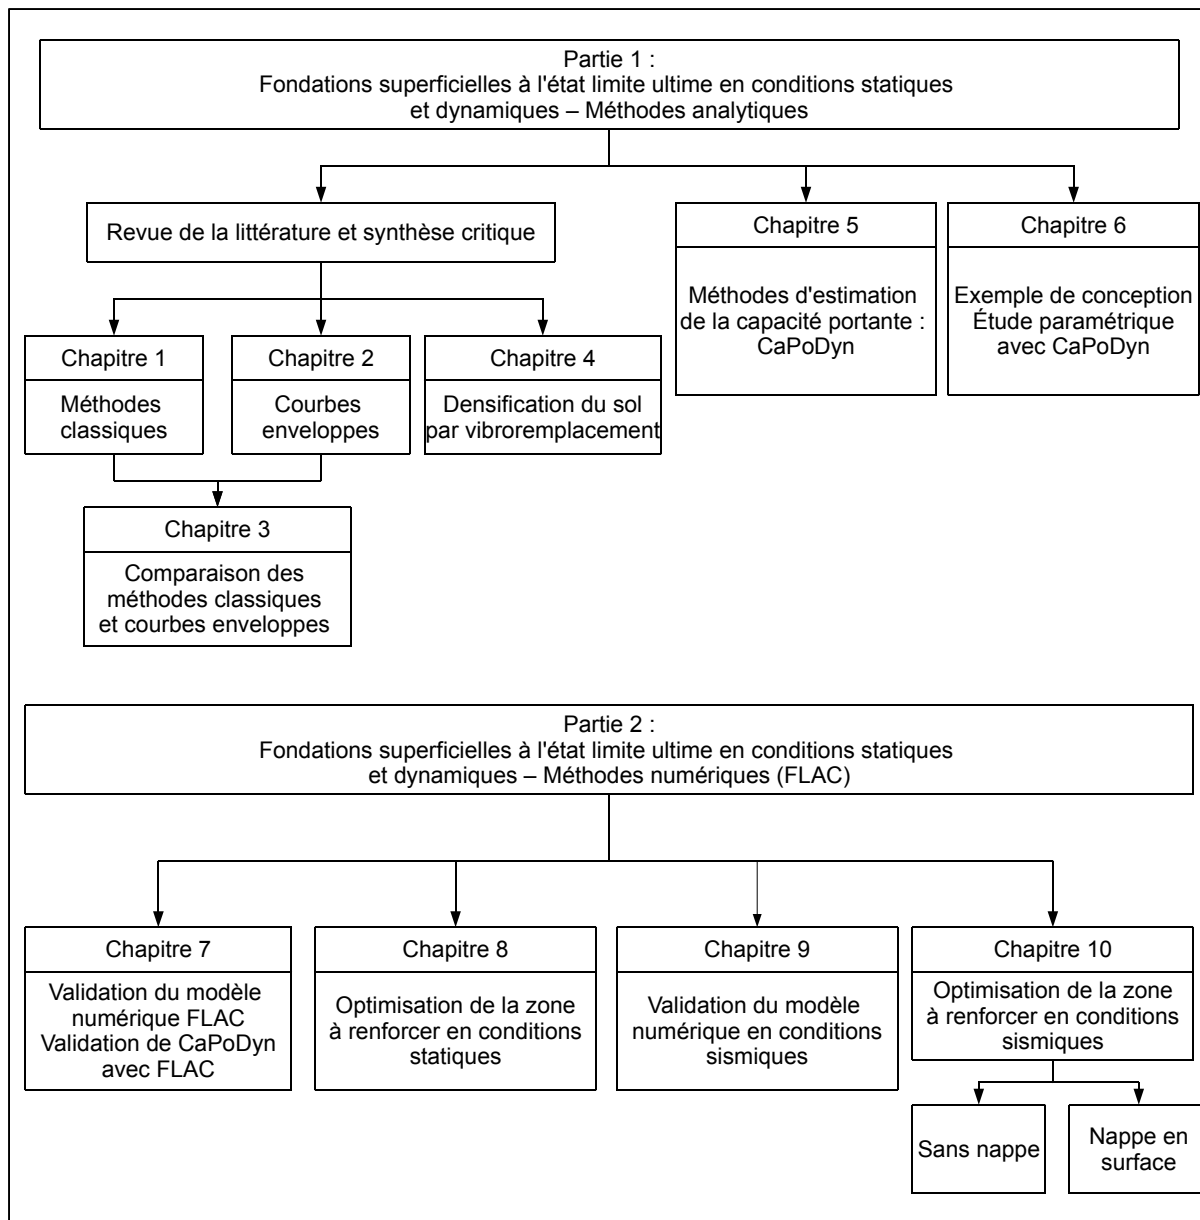 Partie 1 :
Fondations superficielles à l'état limite ultime en conditions statiques
et dynamiques – Méthodes analytiques
Revue de la littérature et synthèse critique
Chapitre 5
Méthodes d'estimation
de la capacité portante :
CaPoDyn
Chapitre 6
Exemple de conception
Étude paramétrique
avec CaPoDyn
Chapitre 1
Méthodes
classiques
Chapitre 2
Courbes
enveloppes
Chapitre 4
Densification du sol
par vibroremplacement
Chapitre 3
Comparaison des
méthodes classiques
et courbes enveloppes
Partie 2 :
Fondations superficielles à l'état limite ultime en conditions statiques
et dynamiques – Méthodes numériques (FLAC)
Chapitre 7
Validation du modèle
numérique FLAC
Validation de CaPoDyn
avec FLAC
Chapitre 8
Optimisation de la zone
à renforcer en conditions
statiques
Chapitre 9
Validation du modèle
numérique en conditions
sismiques
Chapitre 10
Optimisation de la zone
à renforcer en conditions
sismiques
Sans nappe
Nappe en
surface